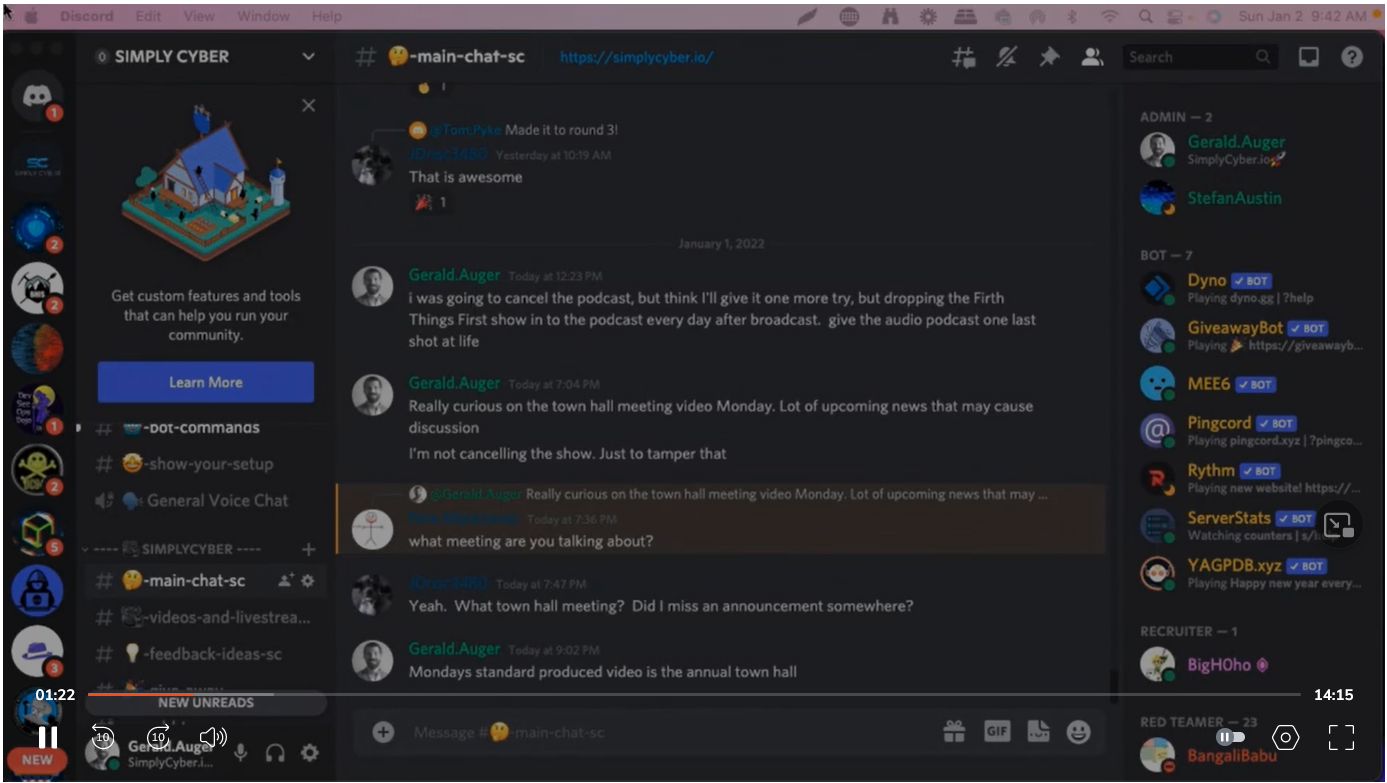 Discord Edit View Window Help
Sun Jan 2 9:42 AM
SIMPLY CYBER
# -main-chat-sc
https://simplycyber.io/
Search
1
Get custom features and tools
that can help you run your
community.
Learn More
# -bot-commands
# -show-your-setup
General Voice Chat
---- SIMPLYCYBER ----
# -main-chat-sc
# -videos-and-livestrea...
# -feedback-ideas-sc
NEW UNREADS
Gerald.Auger
SimplyCyber.i...
NEW
1
2
2
1
2
5
3
@Tom.Pyke Made it to round 3!
Yesterday at 10:19 AM
That is awesome
1
January 1, 2022
Gerald.Auger Today at 12:23 PM
i was going to cancel the podcast, but think I'll give it one more try, but dropping the Firth
Things First show in to the podcast every day after broadcast. give the audio podcast one last
shot at life
Gerald.Auger Today at 7:04 PM
Really curious on the town hall meeting video Monday. Lot of upcoming news that may cause
discussion
I'm not cancelling the show. Just to tamper that
@Gerald.Auger Really curious on the town hall meeting video Monday. Lot of upcoming news that may ...
Today at 7:36 PM
what meeting are you talking about?
Today at 7:47 PM
Yeah. What town hall meeting? Did I miss an announcement somewhere?
Gerald.Auger Today at 9:02 PM
Mondays standard produced video is the annual town hall
Message # -main-chat-sc
GIF
ADMIN — 2
Gerald.Auger
SimplyCyber.io
StefanAustin
BOT — 7
Dyno BOT
Playing dyno.gg | ?help
GiveawayBot BOT
Playing https://giveawayb...
MEE6 BOT
Pingcord BOT
Playing pingcord.xyz | ?pingco...
Rythm BOT
Playing new website! https://...
ServerStats BOT
Watching counters | s/h
YAGPDB.xyz BOT
Playing Happy new year every...
RECRUITER — 1
BigH0ho
RED TEAMER — 23
BangaliBabu
01:22
14:15
10
10